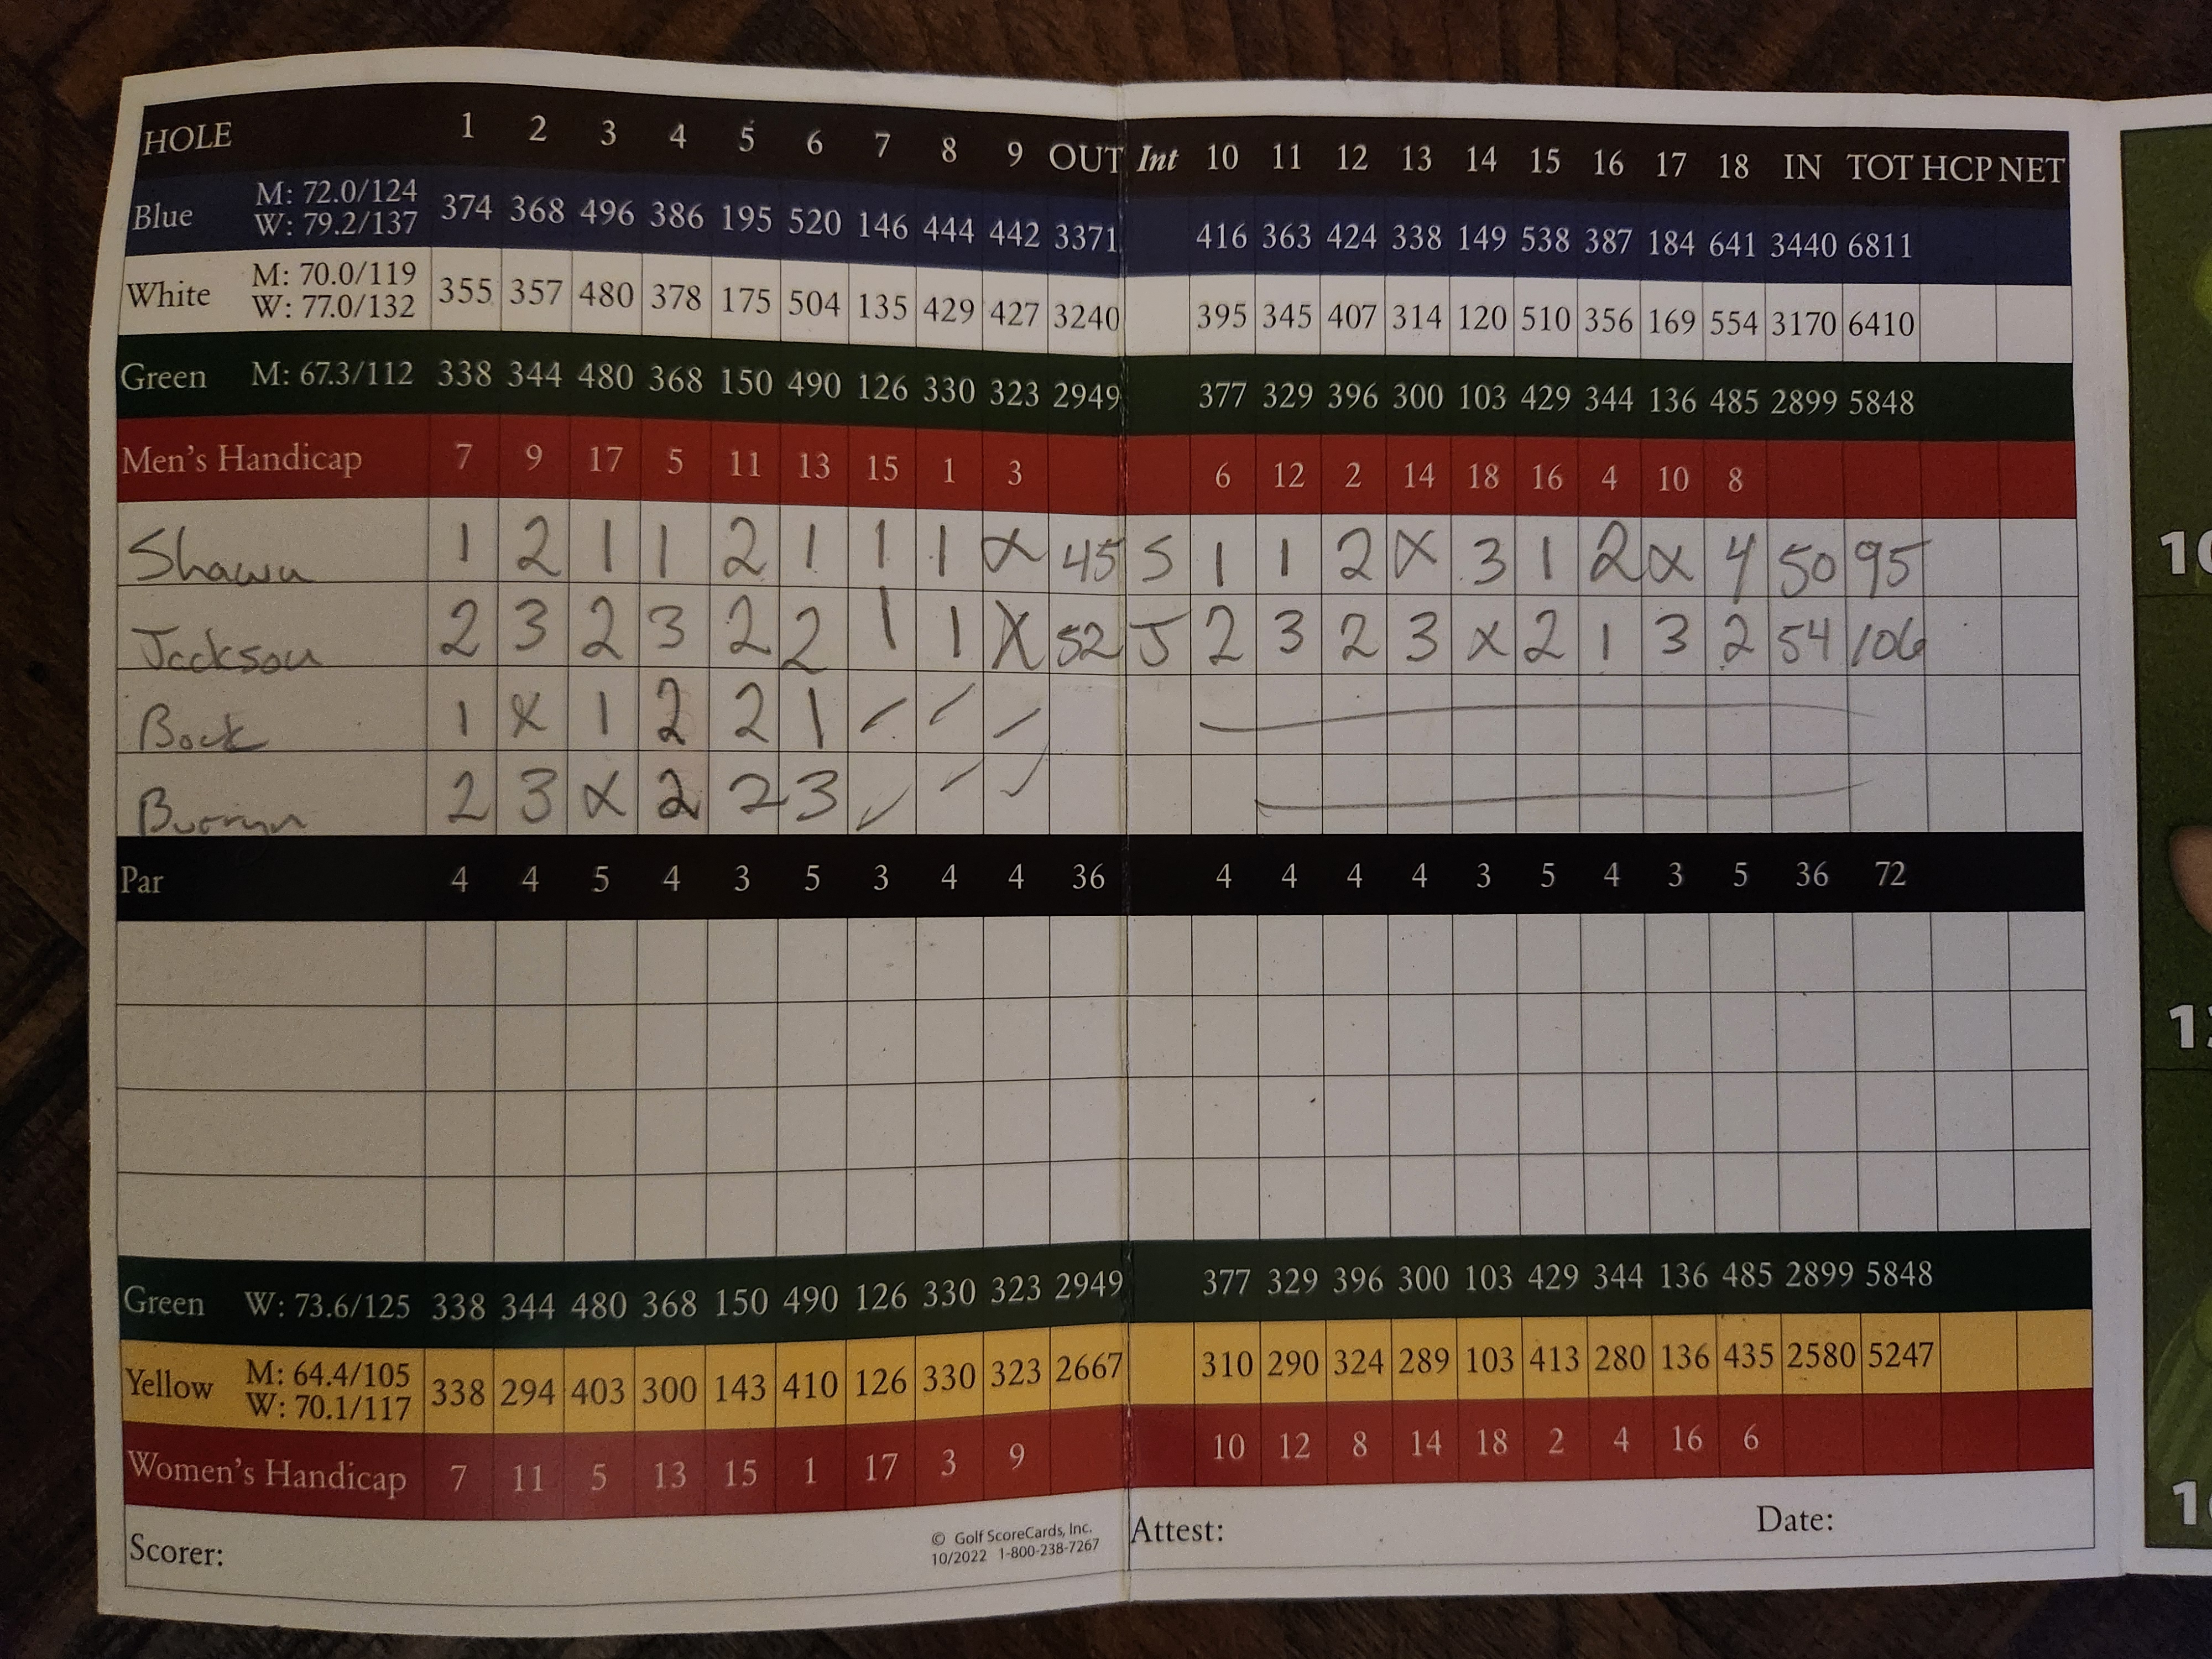 HOLE 1 2 3 4 5 6 7 8 9 OUT Int 10 11 12 13 14 15 16 17 18 IN TOT HCP NET
Blue M: 72.0/124 W: 79.2/137 374 368 496 386 195 520 146 444 442 3371 416 363 424 338 149 538 387 184 641 3440 6811
White M: 70.0/119 W: 77.0/132 355 357 480 378 175 504 135 429 427 3240 395 345 407 314 120 510 356 169 554 3170 6410
Green M: 67.3/112 338 344 480 368 150 490 126 330 323 2949 377 329 396 300 103 429 344 136 485 2899 5848
Men's Handicap 7 9 17 5 11 13 15 1 3 6 12 2 14 18 16 4 10 8
Shawn 1 2 1 1 2 1 1 1 X 45 S 1 1 2 X 3 1 2 X 4 50 95
Jackson 2 3 2 3 2 2 1 1 X 52 J 2 3 2 3 X 2 1 3 2 54 106
1 X 1 2 2 1
2 3 X 2 2 3
Par 4 4 5 4 3 5 3 4 4 36 4 4 4 4 3 5 4 3 5 36 72
Green W: 73.6/125 338 344 480 368 150 490 126 330 323 2949 377 329 396 300 103 429 344 136 485 2899 5848
Yellow M: 64.4/105 W: 70.1/117 338 294 403 300 143 410 126 330 323 2667 310 290 324 289 103 413 280 136 435 2580 5247
Women's Handicap 7 11 5 13 15 1 17 3 9 10 12 8 14 18 2 4 16 6
Scorer: © Golf ScoreCards, Inc. Attest: Date:
10/2022 1-800-238-7267